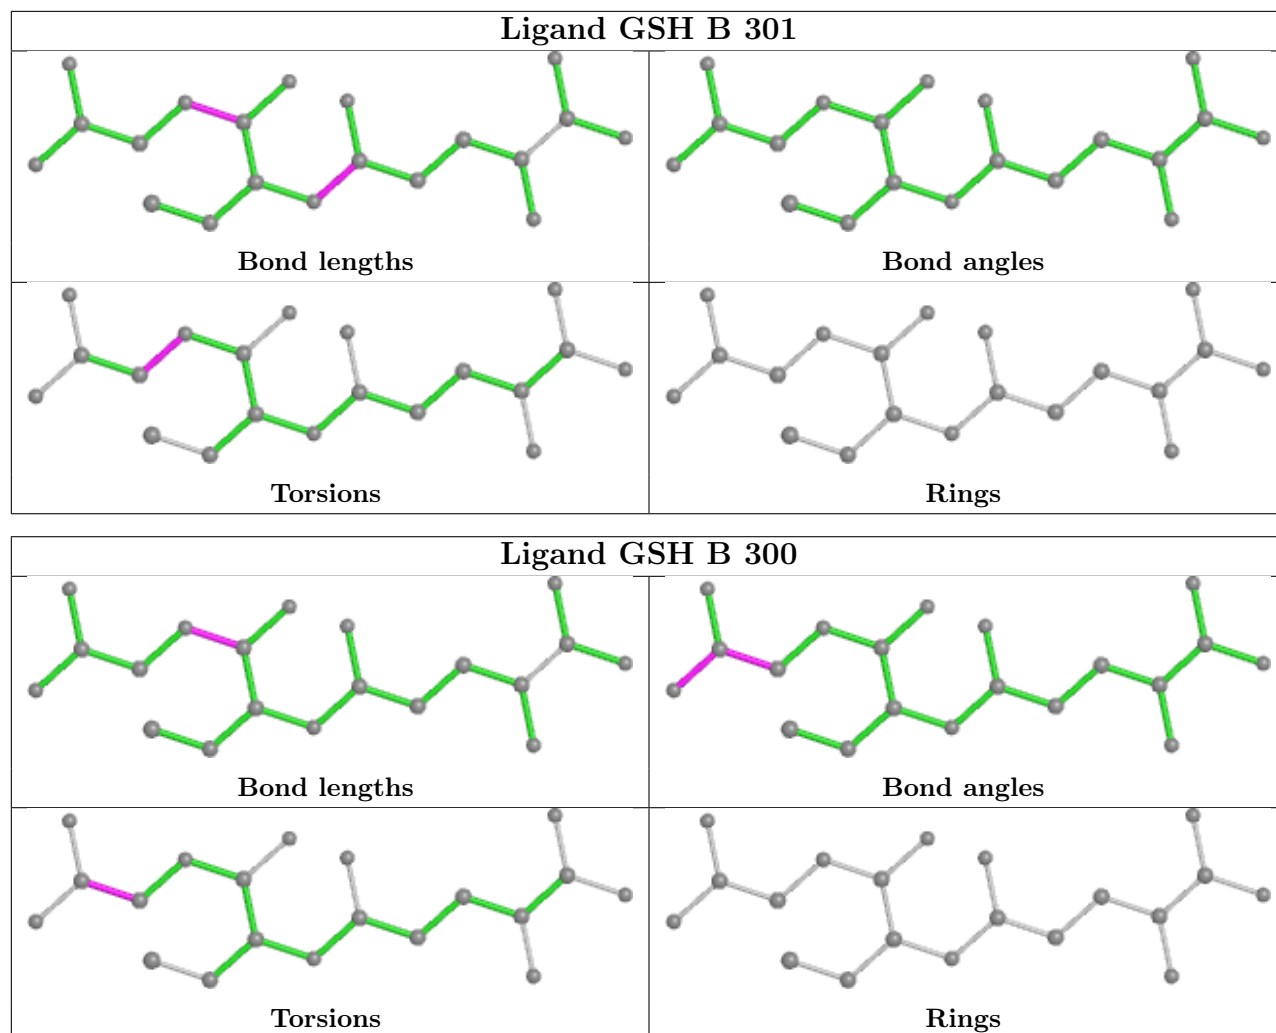 Ligand GSH B 301
Bond lengths Bond angles
Torsions Rings
Ligand GSH B 300
Bond lengths Bond angles
Torsions Rings